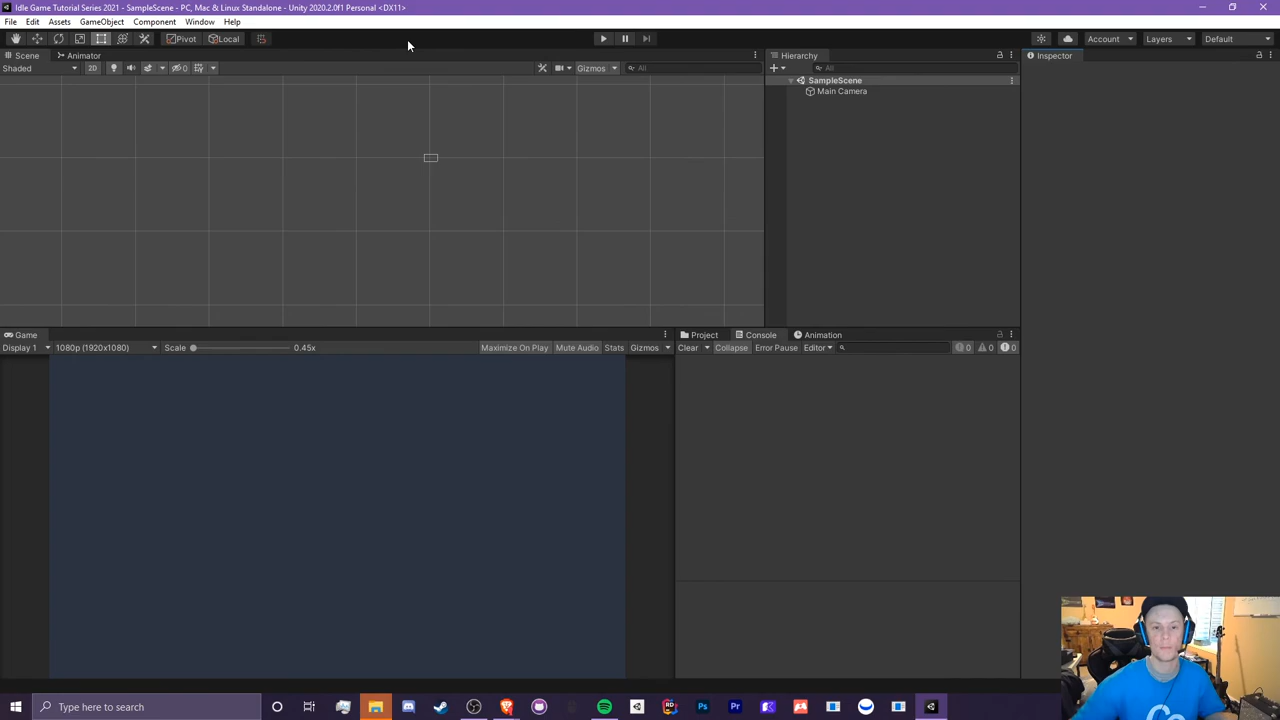 Idle Game Tutorial Series 2021 - SampleScene - PC, Mac & Linux Standalone - Unity 2020.2.0f1 Personal <DX11>
File Edit Assets GameObject Component Window Help
Pivot Local Account Layers Default
Scene Animator
Shaded 2D 0 Gizmos All
Hierarchy
All
SampleScene
Main Camera
Inspector
Game
Display 1 1080p (1920x1080) Scale 0.45x Maximize On Play Mute Audio Stats Gizmos
Project Console Animation
Clear Collapse Error Pause Editor 0 0 0
Type here to search